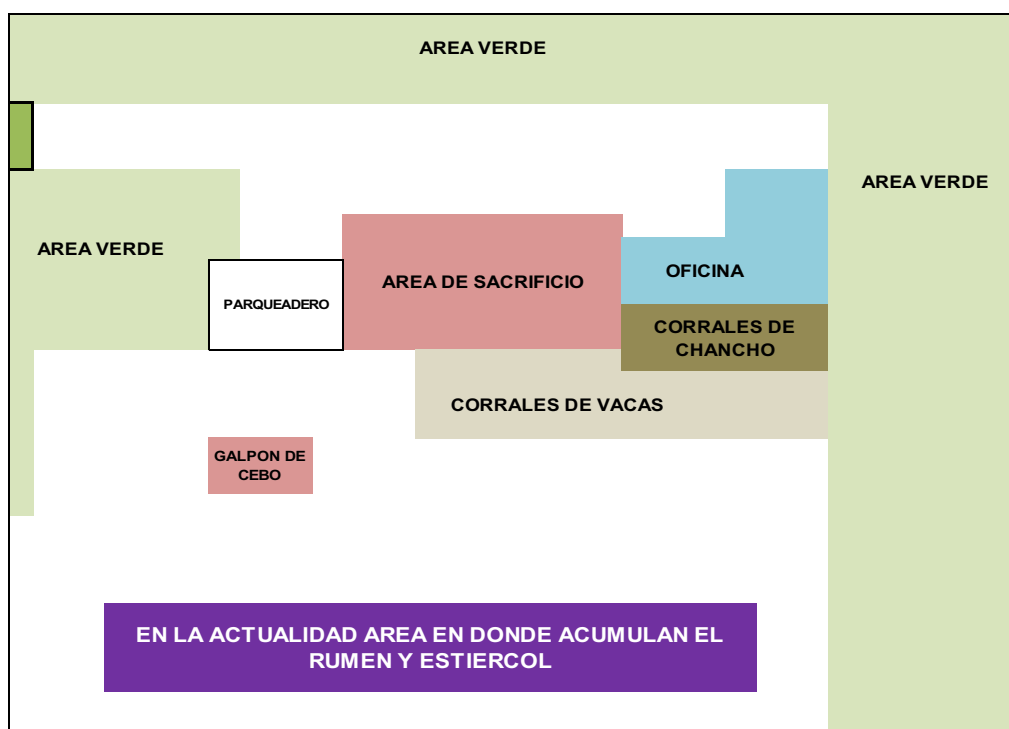 AREA VERDE
AREA VERDE
AREA VERDE
OFICINA
AREA DE SACRIFICIO
PARQUEADERO
CORRALES DE
CHANCHO
CORRALES DE VACAS
GALPON DE
CEBO
EN LA ACTUALIDAD AREA EN DONDE ACUMULAN EL
RUMEN Y ESTIERCOL